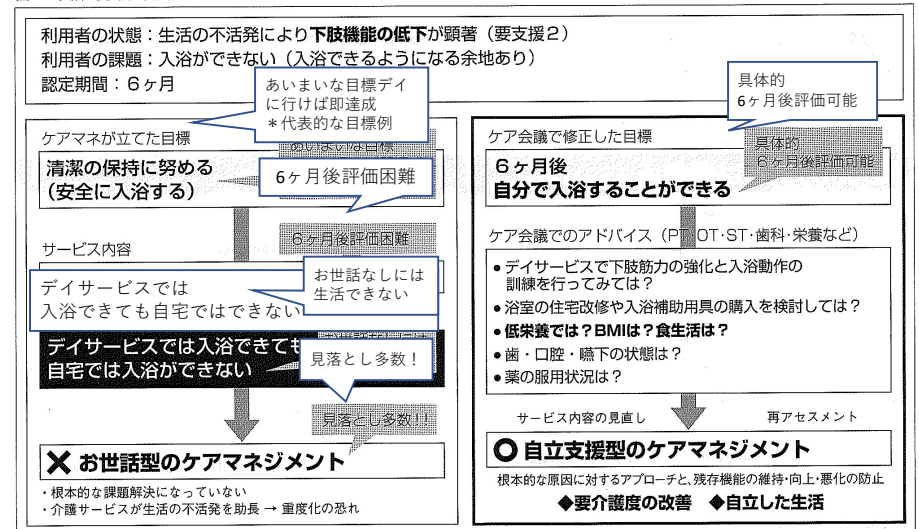 利用者の状態：生活の不活発により下肢機能の低下が顕著（要支援２）
利用者の課題：入浴ができない（入浴できるようになる余地あり）
認定期間：６ヶ月
あいまいな目標デイ
に行けば即達成
＊代表的な目標例
ケアマネが立てた目標
あいまいな目標
清潔の保持に努める
（安全に入浴する）
6ヶ月後評価困難
６ヶ月後評価困難
サービス内容
デイサービスでは
入浴できても自宅ではできない
お世話なしには
生活できない
デイサービスでは入浴できても
自宅では入浴ができない
見落とし多数！
見落とし多数!!
× お世話型のケアマネジメント
・根本的な課題解決になっていない
・介護サービスが生活の不活発を助長 → 重度化の恐れ
具体的
6ヶ月後評価可能
ケア会議で修正した目標
具体的
６ヶ月後評価可能
６ヶ月後
自分で入浴することができる
ケア会議でのアドバイス（PT･OT･ST･歯科･栄養など）
● デイサービスで下肢筋力の強化と入浴動作の
訓練を行ってみては？
● 浴室の住宅改修や入浴補助用具の購入を検討しては？
● 低栄養では？BMIは？食生活は？
● 歯・口腔・嚥下の状態は？
● 薬の服用状況は？
サービス内容の見直し　再アセスメント
○ 自立支援型のケアマネジメント
根本的な原因に対するアプローチと､残存機能の維持･向上･悪化の防止
◆要介護度の改善　◆自立した生活